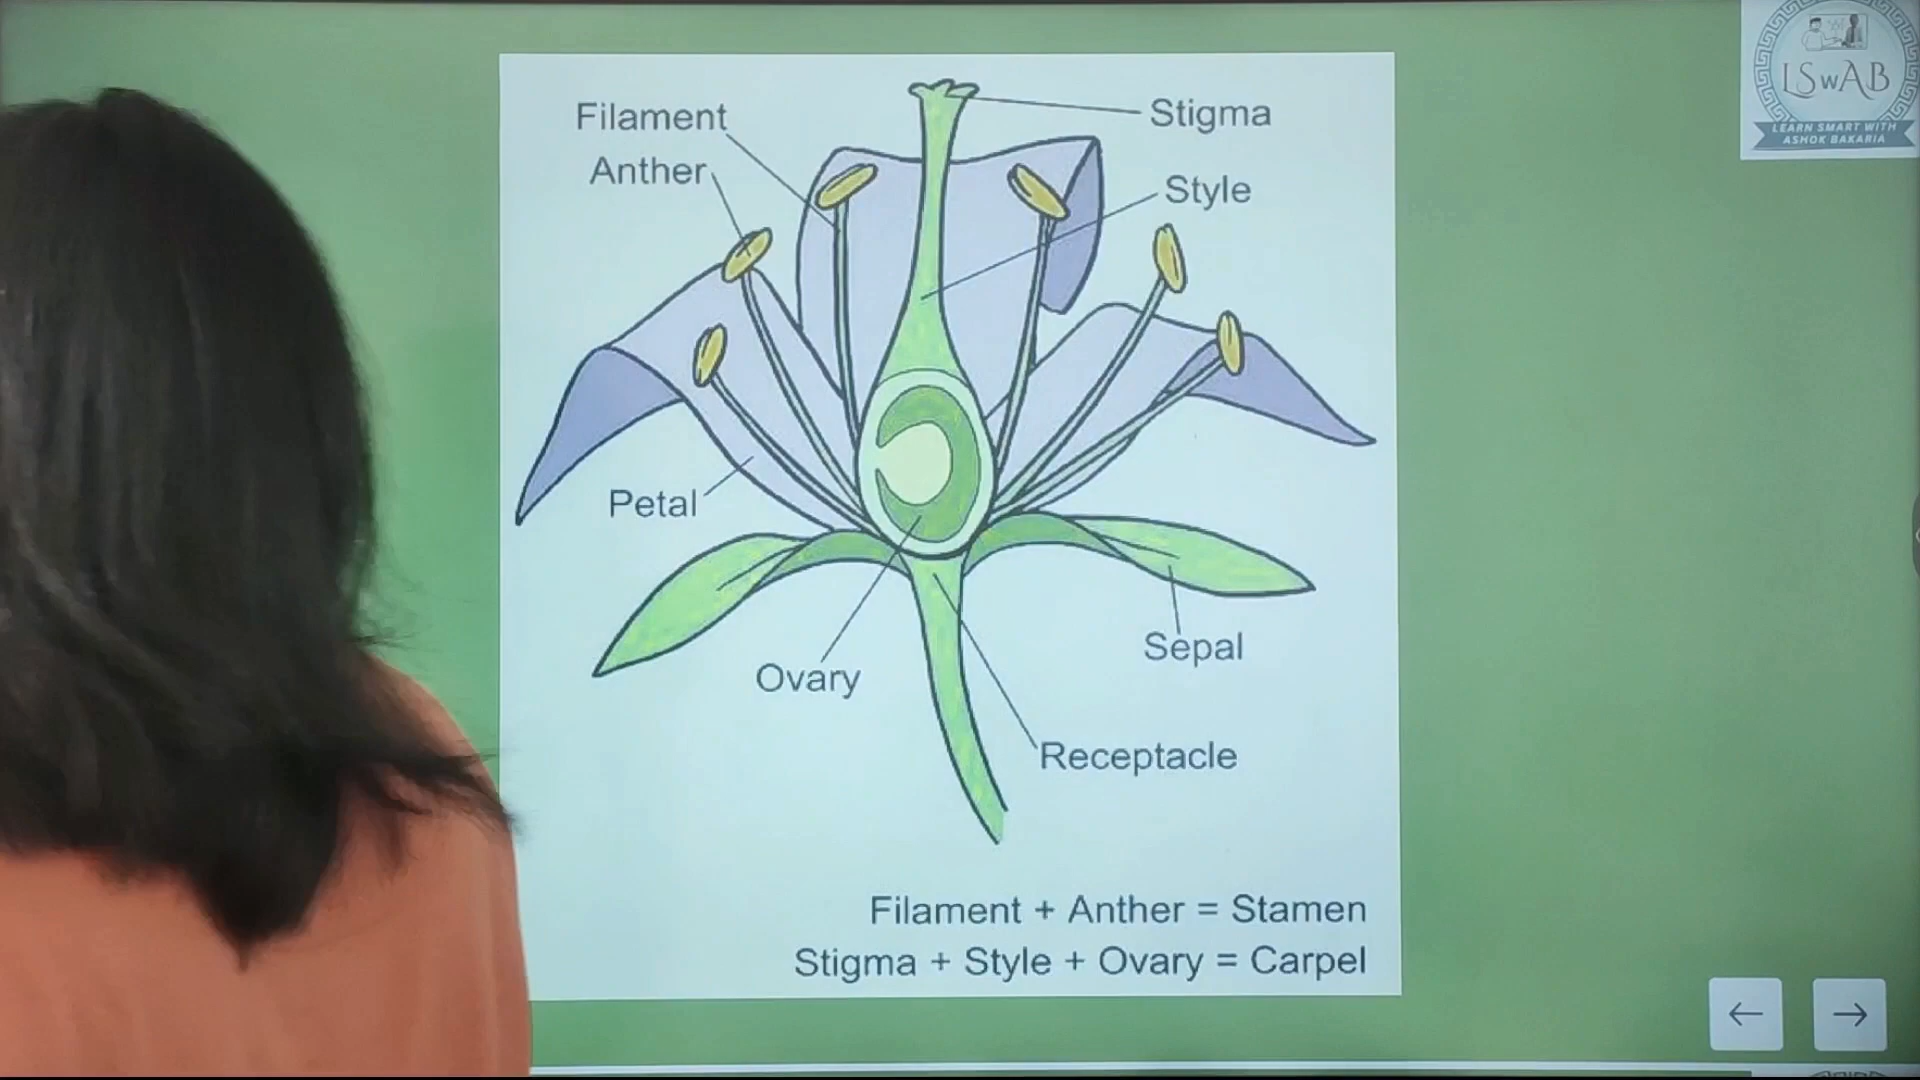 Filament
Anther
Stigma
Style
Petal
Ovary
Sepal
Receptacle
Filament + Anther = Stamen
Stigma + Style + Ovary = Carpel
LSwAB
LEARN SMART WITH
ASHOK BAKARIA